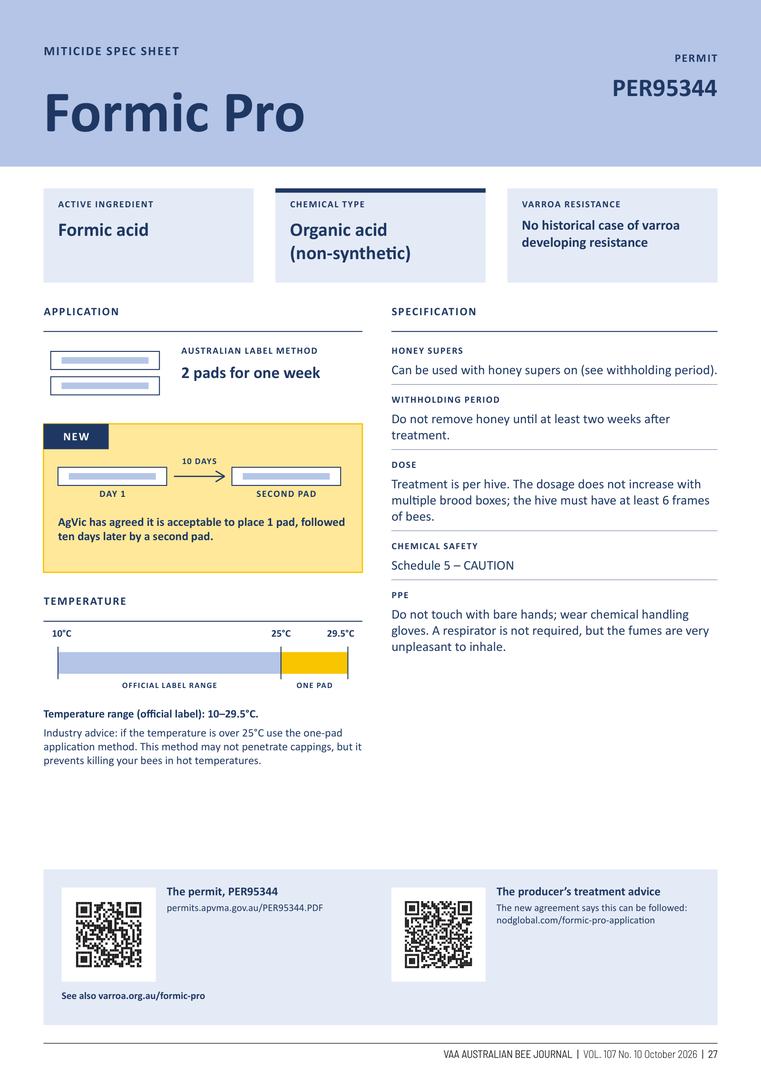 MITICIDE SPEC SHEET
Formic Pro
PERMIT
PER95344
ACTIVE INGREDIENT
Formic acid
CHEMICAL TYPE
Organic acid
(non-synthetic)
VARROA RESISTANCE
No historical case of varroa
developing resistance
APPLICATION
AUSTRALIAN LABEL METHOD
2 pads for one week
NEW
10 DAYS
DAY 1
SECOND PAD
AgVic has agreed it is acceptable to place 1 pad, followed
ten days later by a second pad.
TEMPERATURE
10°C 25°C 29.5°C
OFFICIAL LABEL RANGE ONE PAD
Temperature range (official label): 10–29.5°C.
Industry advice: if the temperature is over 25°C use the one-pad
application method. This method may not penetrate cappings, but it
prevents killing your bees in hot temperatures.
SPECIFICATION
HONEY SUPERS
Can be used with honey supers on (see withholding period).
WITHHOLDING PERIOD
Do not remove honey until at least two weeks after
treatment.
DOSE
Treatment is per hive. The dosage does not increase with
multiple brood boxes; the hive must have at least 6 frames
of bees.
CHEMICAL SAFETY
Schedule 5 – CAUTION
PPE
Do not touch with bare hands; wear chemical handling
gloves. A respirator is not required, but the fumes are very
unpleasant to inhale.
The permit, PER95344
permits.apvma.gov.au/PER95344.PDF
See also varroa.org.au/formic-pro
The producer’s treatment advice
The new agreement says this can be followed:
nodglobal.com/formic-pro-application
VAA AUSTRALIAN BEE JOURNAL | VOL. 107 No. 10 October 2026 | 27